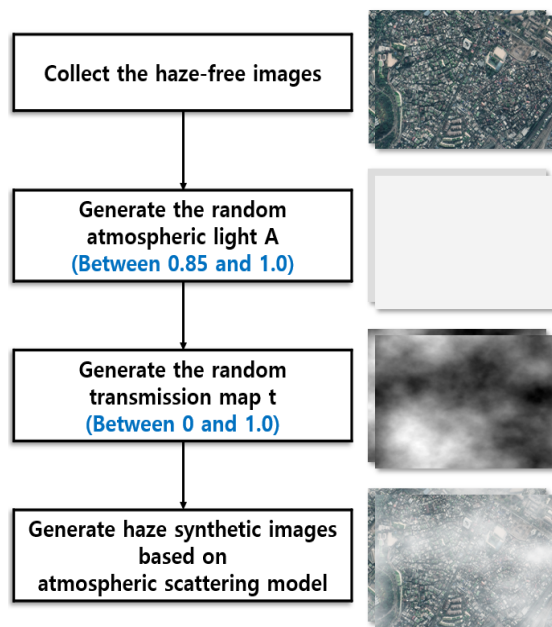 Collect the haze-free images
Generate the random
atmospheric light A
(Between 0.85 and 1.0)
Generate the random
transmission map t
(Between 0 and 1.0)
Generate haze synthetic images
based on
atmospheric scattering model